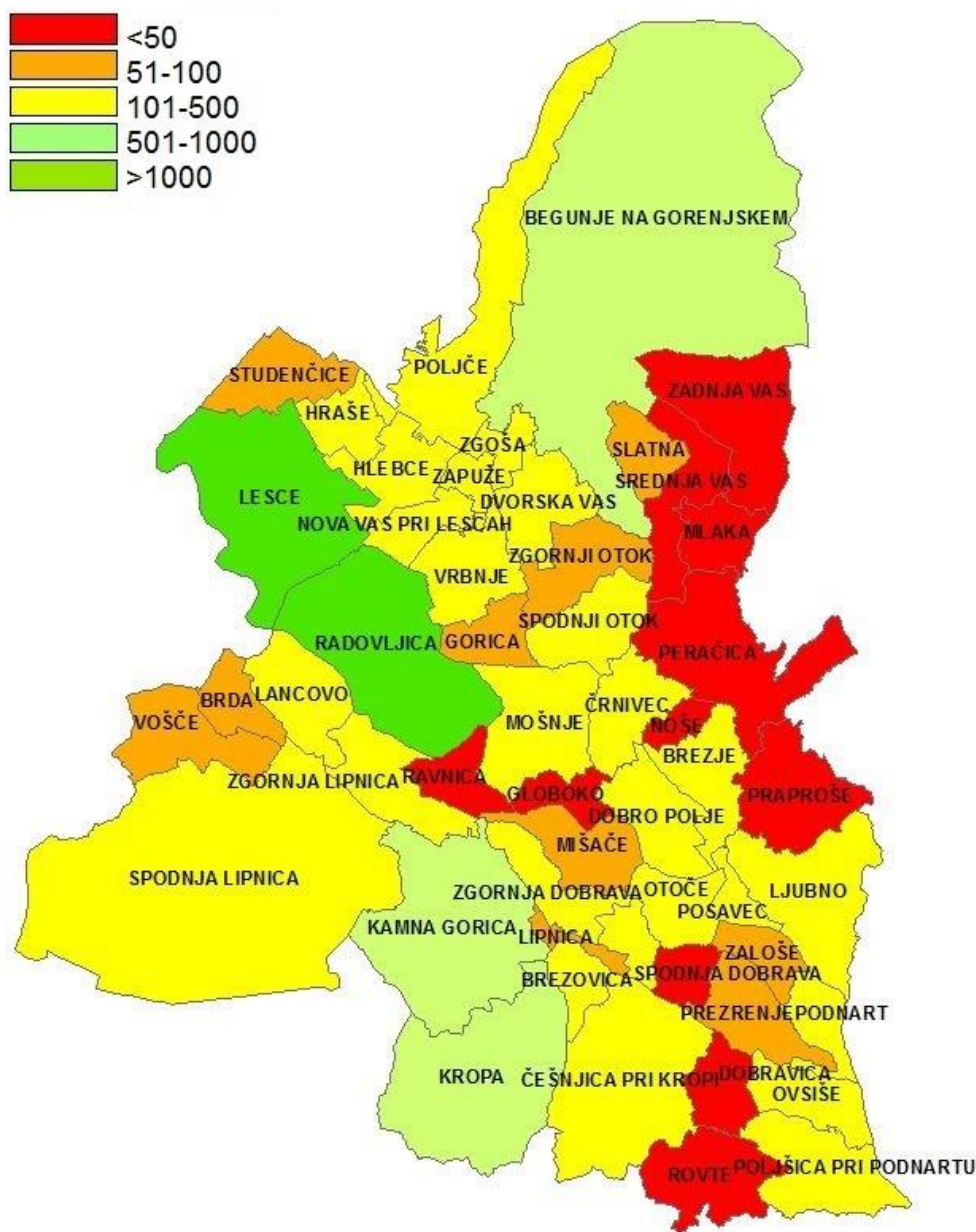 <50
51-100
101-500
501-1000
>1000
BEGUNJE NA GORENJSKEM
POLJČE
STUDENČICE
ZADNJA VAS
HRAŠE
ZGOŠA
SLATNA
HLEBCE
ZAPUŽE
SREDNJA VAS
LESCE
DVORSKA VAS
NOVA VAS PRI LESCAH
MLAKA
ZGORNJI OTOK
VRBNJE
SPODNJI OTOK
RADOVLJICA
GORICA
PERAČICA
BRDA
LANCOVO
ČRNIVEC
VOŠČE
MOŠNJE
NOŠE
BREZJE
ZGORNJA LIPNICA
RAVNICA
GLOBOKO
PRAPROŠE
DOBRO POLJE
MIŠAČE
SPODNJA LIPNICA
ZGORNJA DOBRAVA
OTOČE
LJUBNO
POSAVEC
KAMNA GORICA
LIPNICA
ZALOŠE
BREZOVICA
SPODNJA DOBRAVA
PREZRENJE
PODNART
KROPA
ČEŠNJICA PRI KROPI
DOBRAVICA
OVSIŠE
ROVTE
POLJŠICA PRI PODNARTU